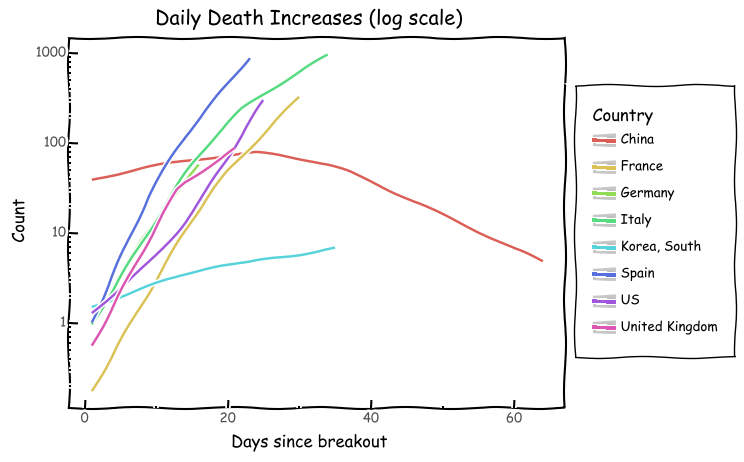 Daily Death Increases (log scale)
1000
100
10
1
Count
0 20 40 60
Days since breakout
Country
China
France
Germany
Italy
Korea, South
Spain
US
United Kingdom